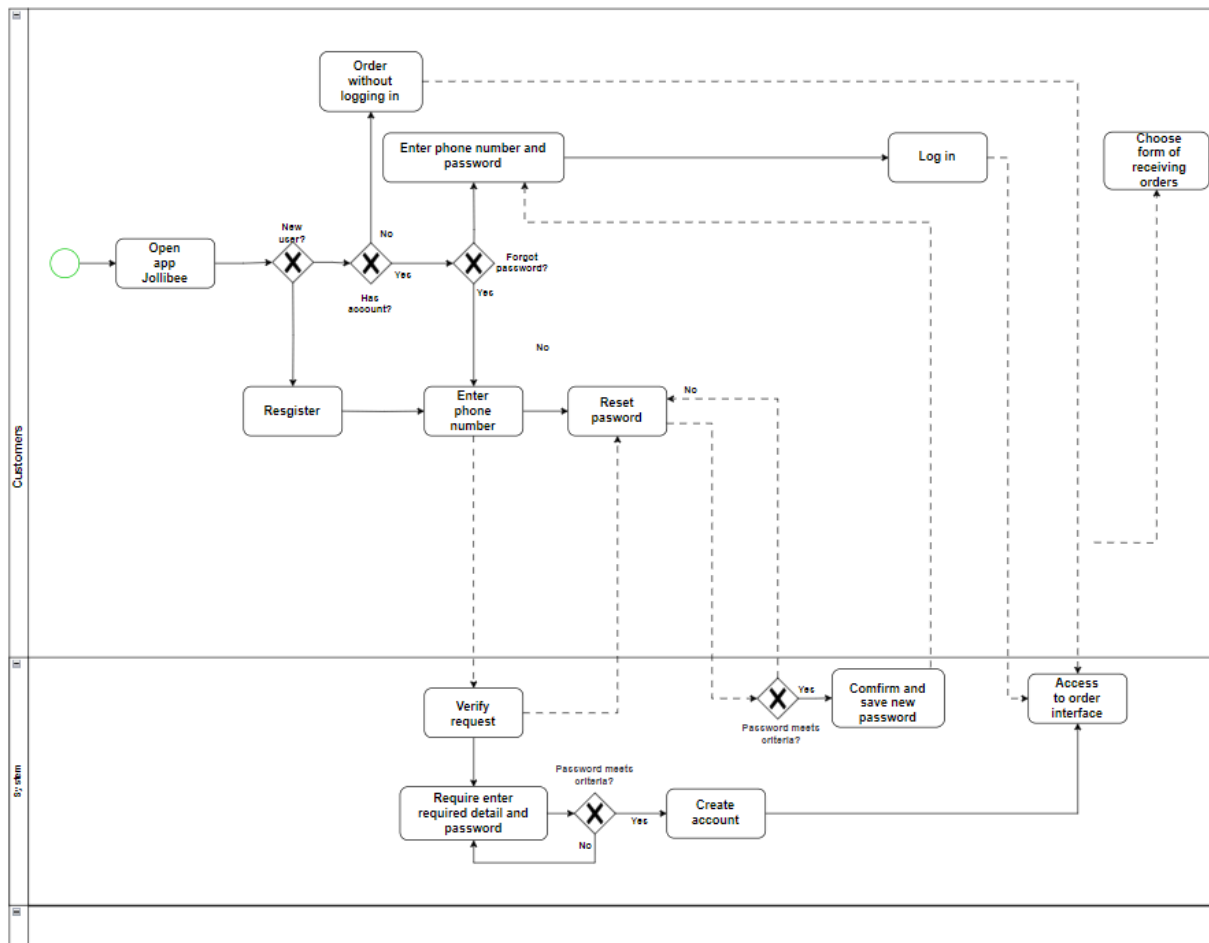 Order
without
logging in
Enter phone number and
password
Log in
Choose
form of
receiving
orders
New
user?
No
Open
app
Jollibee
Forgot
password?
Yes
Yes
Has
account?
No
Resgister
Enter
phone
number
Reset
pasword
No
Customers
Verify
request
Yes
Comfirm and
save new
password
Access
to order
interface
Password meets
criteria?
System
Password meets
criteria?
Require enter
required detail and
password
Yes
Create
account
No